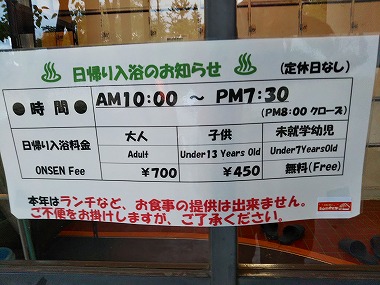 ♨ 日帰り入浴のお知らせ ♨ (定休日なし)
● 時間 ● AM10:00 ～ PM7:30
(PM8:00 クローズ)
日帰り入浴料金 大人 子供 未就学幼児
ONSEN Fee Adult Under13 Years Old Under7YearsOld
￥700 ￥450 無料(Free)
本年はランチなど、お食事の提供は出来ません。
ご不便をお掛けしますが、ご了承ください。